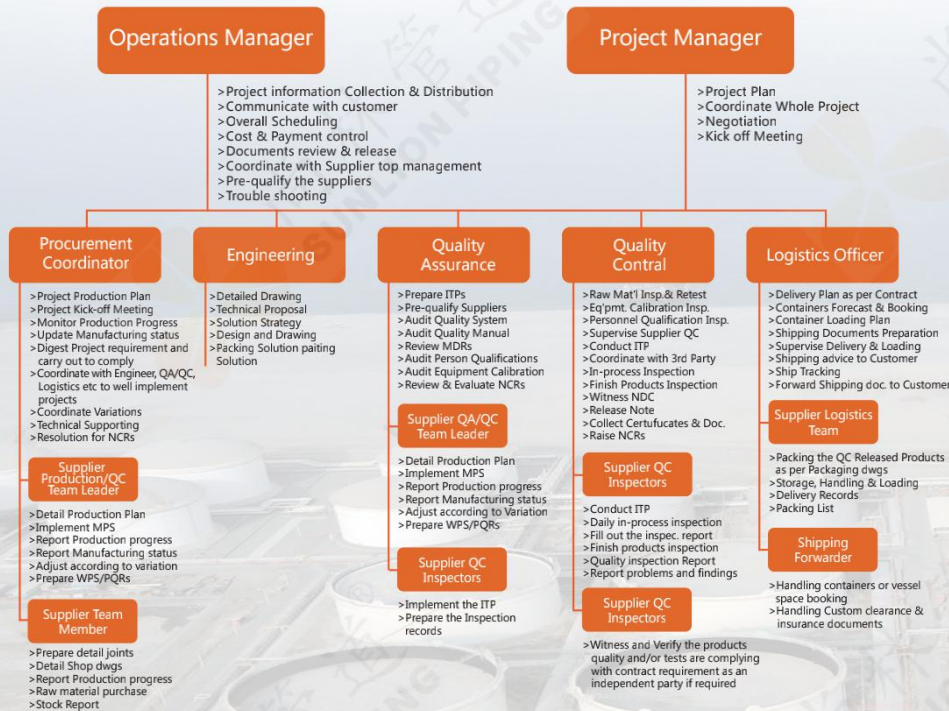 Operations Manager
Project Manager
>Project information Collection & Distribution
>Communicate with customer
>Overall Scheduling
>Cost & Payment control
>Documents review & release
>Coordinate with Supplier top management
>Pre-qualify the suppliers
>Trouble shooting
>Project Plan
>Coordinate Whole Project
>Negotiation
>Kick off Meeting
SUNLON PIPING
Procurement
Coordinator
>Project Production Plan
>Project Kick-off Meeting
>Monitor Production Progress
>Update Manufacturing status
>Digest Project requirement and
carry out to comply
>Coordinate with Engineer, QA/QC,
Logistics etc to well implement
projects
>Coordinate Variations
>Technical Supporting
>Resolution for NCRs
Supplier
Production/QC
Team Leader
>Detail Production Plan
>Implement MPS
>Report Production progress
>Report Manufacturing status
>Adjust according to variation
>Prepare WPS/PQRs
Supplier Team
Member
>Prepare detail joints
>Detail Shop dwgs
>Report Production progress
>Raw material purchase
>Stock Report
Engineering
>Detailed Drawing
>Technical Proposal
>Solution Strategy
>Design and Drawing
>Packing Solution paiting
Solution
Quality
Assurance
>Prepare ITPs
>Pre-qualify Suppliers
>Audit Quality System
>Audit Quality Manual
>Review MDRs
>Audit Person Qualifications
>Audit Equipment Calibration
>Review & Evaluate NCRs
Supplier QA/QC
Team Leader
>Detail Production Plan
>Implement MPS
>Report Production progress
>Report Manufacturing status
>Adjust according to Variation
>Prepare WPS/PQRs
Supplier QC
Inspectors
>Implement the ITP
>Prepare the Inspection
records
Quality
Contral
>Raw Mat'l Insp.& Retest
>Eq'pmt. Calibration Insp.
>Personnel Qualification Insp.
>Supervise Supplier QC
>Conduct ITP
>Coordinate with 3rd Party
>In-process Inspection
>Finish Products Inspection
>Witness NDC
>Release Note
>Collect Certufucates & Doc.
>Raise NCRs
Supplier QC
Inspectors
>Conduct ITP
>Daily in-process inspection
>Fill out the inspec. report
>Finish products inspection
>Quality inspection Report
>Report problems and findings
Supplier QC
Inspectors
>Witness and Verify the products
quality and/or tests are complying
with contract requirement as an
independent party if required
Logistics Officer
>Delivery Plan as per Contract
>Containers Forecast & Booking
>Container Loading Plan
>Shipping Documents Preparation
>Supervise Delivery & Loading
>Shipping advice to Customer
>Ship Tracking
>Forward Shipping doc. to Customer
Supplier Logistics
Team
>Packing the QC Released Products
as per Packaging dwgs
>Storage, Handling & Loading
>Delivery Records
>Packing List
Shipping
Forwarder
>Handling containers or vessel
space booking
>Handling Custom clearance &
insurance documents